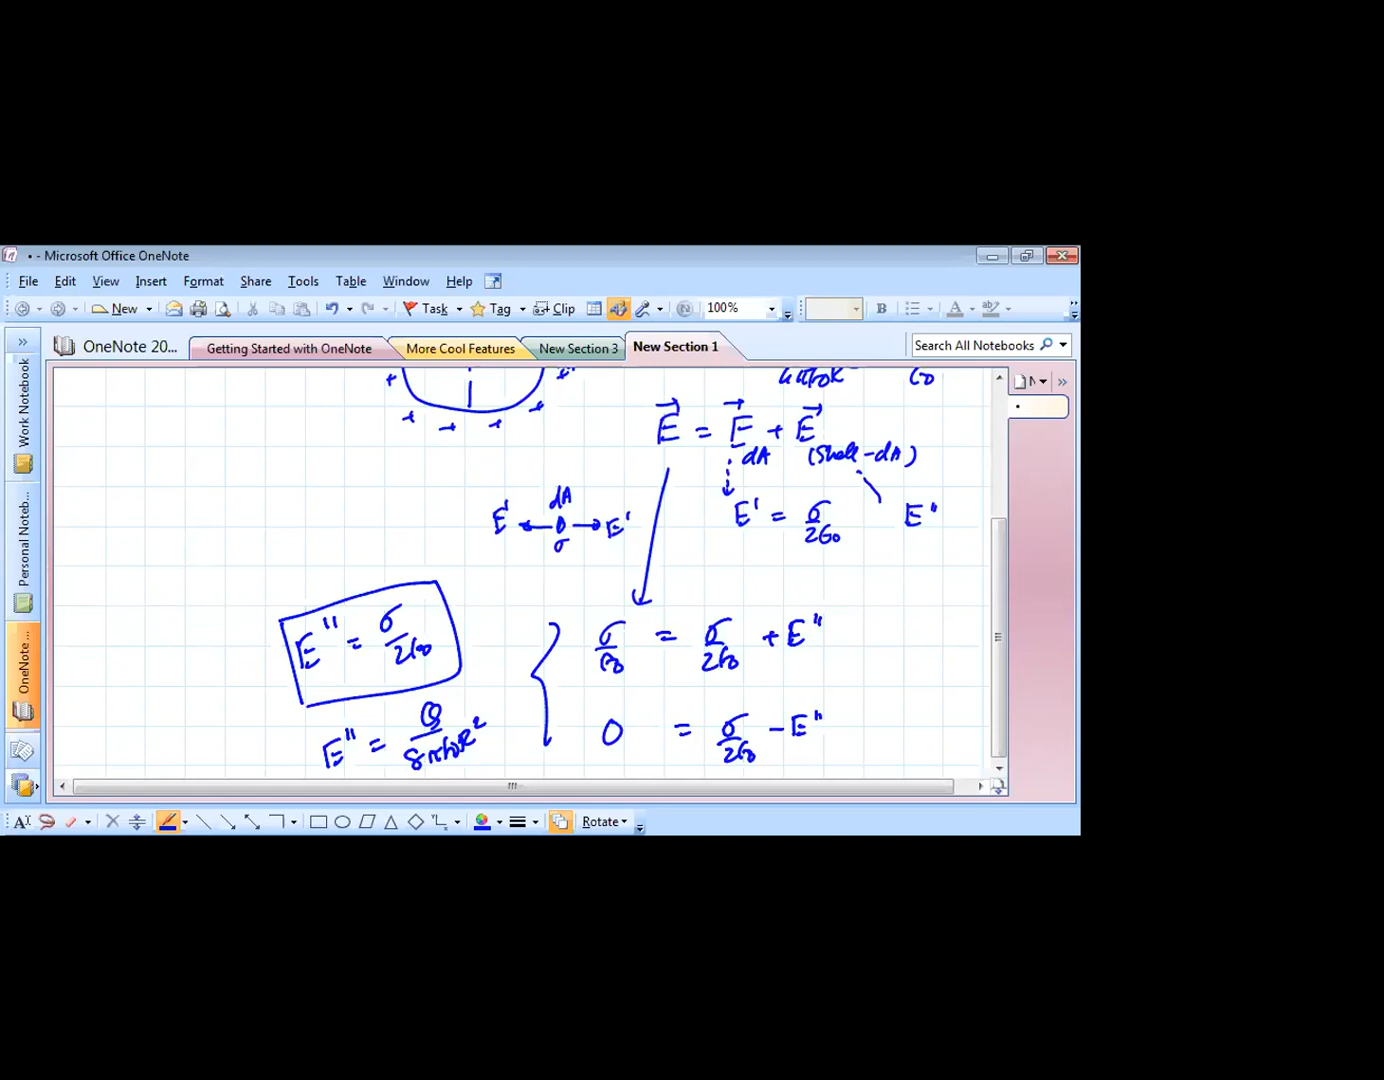 • - Microsoft Office OneNote
File Edit View Insert Format Share Tools Table Window Help
New Task Tag Clip 100% B A ab
OneNote 20... Getting Started with OneNote More Cool Features New Section 3 New Section 1 Search All Notebooks
Work Notebook
Personal Noteb...
OneNote...
E⃗ = E⃗ + E⃗
dA (Shell-dA)
dA
E' ← → E'
σ
E' = σ/2ε₀ E"
E" = σ/2ε₀
σ/ε₀ = σ/2ε₀ + E"
E" = Q/8πε₀R²
0 = σ/2ε₀ - E"
Rotate